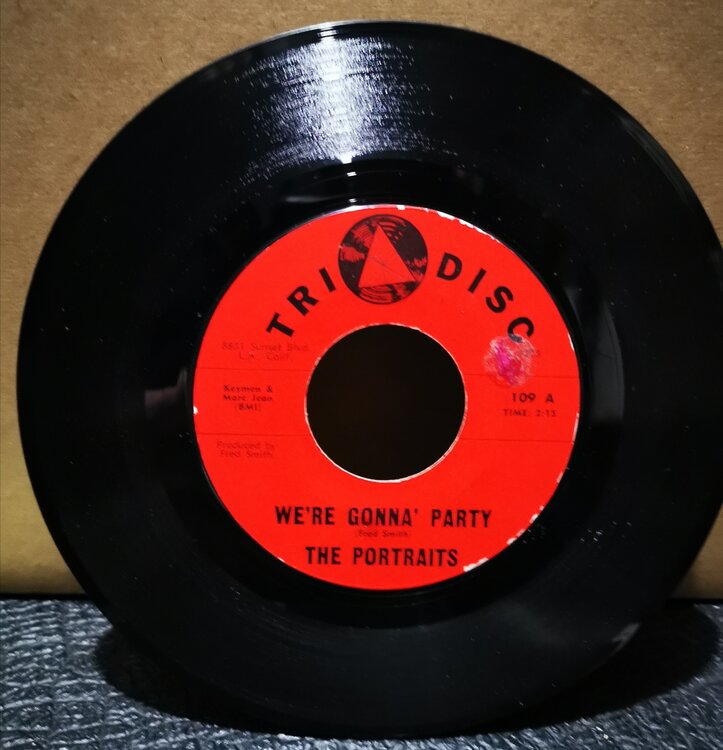 TRI DISC
8851 Sunset Blvd.
L.A. Calif.
Keymen &
Marc Jean
(BMI)
109 A
TIME: 2:13
Produced by
Fred Smith
WE'RE GONNA' PARTY
(Fred Smith)
THE PORTRAITS